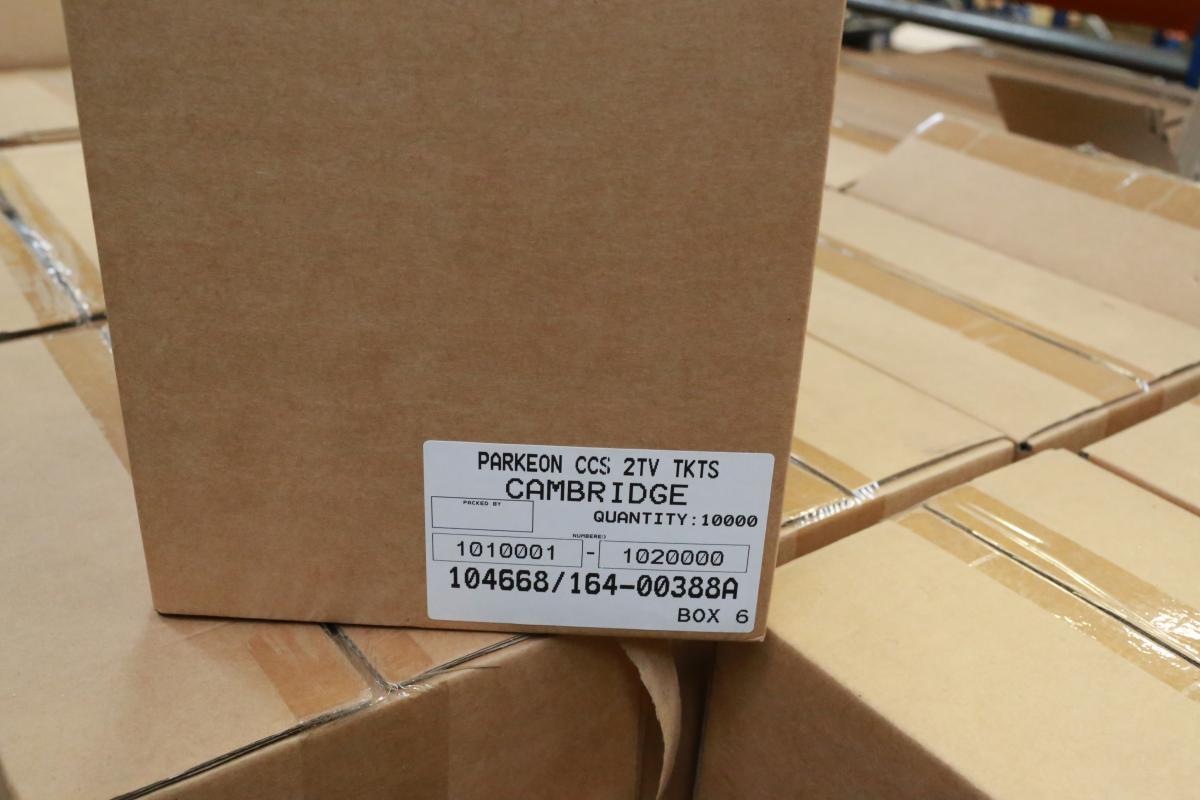 PARKEON CCS 2TV TKTS
CAMBRIDGE
PACKED BY
QUANTITY:10000
NUMBERED
1010001 - 1020000
104668/164-00388A
BOX 6